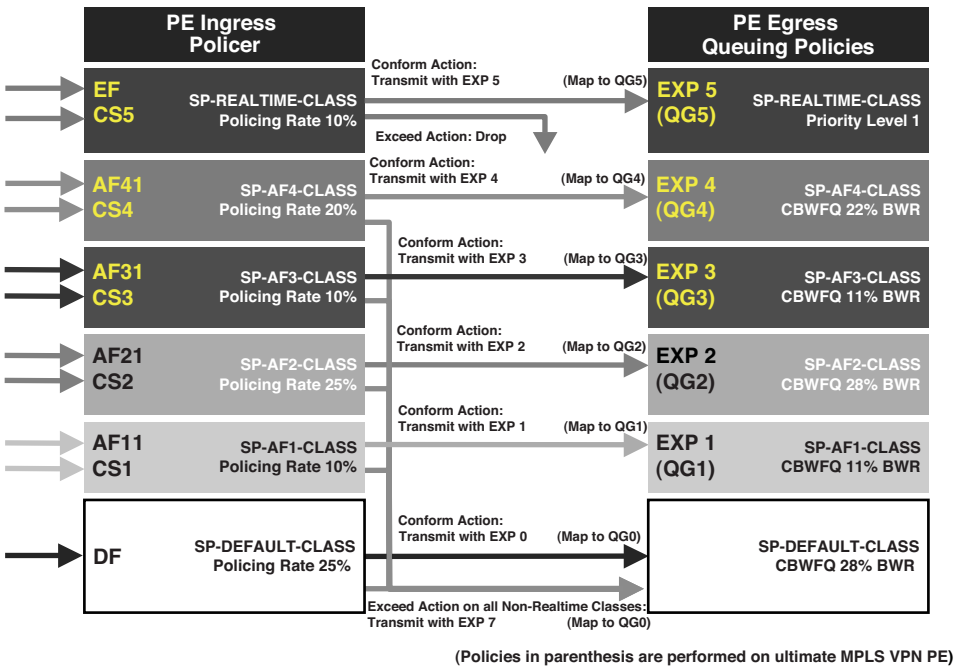 PE Ingress
Policer
PE Egress
Queuing Policies
EF
CS5
SP-REALTIME-CLASS
Policing Rate 10%
Conform Action:
Transmit with EXP 5
(Map to QG5)
Exceed Action: Drop
EXP 5
(QG5)
SP-REALTIME-CLASS
Priority Level 1
AF41
CS4
SP-AF4-CLASS
Policing Rate 20%
Conform Action:
Transmit with EXP 4
(Map to QG4)
EXP 4
(QG4)
SP-AF4-CLASS
CBWFQ 22% BWR
AF31
CS3
SP-AF3-CLASS
Policing Rate 10%
Conform Action:
Transmit with EXP 3
(Map to QG3)
EXP 3
(QG3)
SP-AF3-CLASS
CBWFQ 11% BWR
AF21
CS2
SP-AF2-CLASS
Policing Rate 25%
Conform Action:
Transmit with EXP 2
(Map to QG2)
EXP 2
(QG2)
SP-AF2-CLASS
CBWFQ 28% BWR
AF11
CS1
SP-AF1-CLASS
Policing Rate 10%
Conform Action:
Transmit with EXP 1
(Map to QG1)
EXP 1
(QG1)
SP-AF1-CLASS
CBWFQ 11% BWR
DF
SP-DEFAULT-CLASS
Policing Rate 25%
Conform Action:
Transmit with EXP 0
(Map to QG0)
SP-DEFAULT-CLASS
CBWFQ 28% BWR
Exceed Action on all Non-Realtime Classes:
Transmit with EXP 7
(Map to QG0)
(Policies in parenthesis are performed on ultimate MPLS VPN PE)